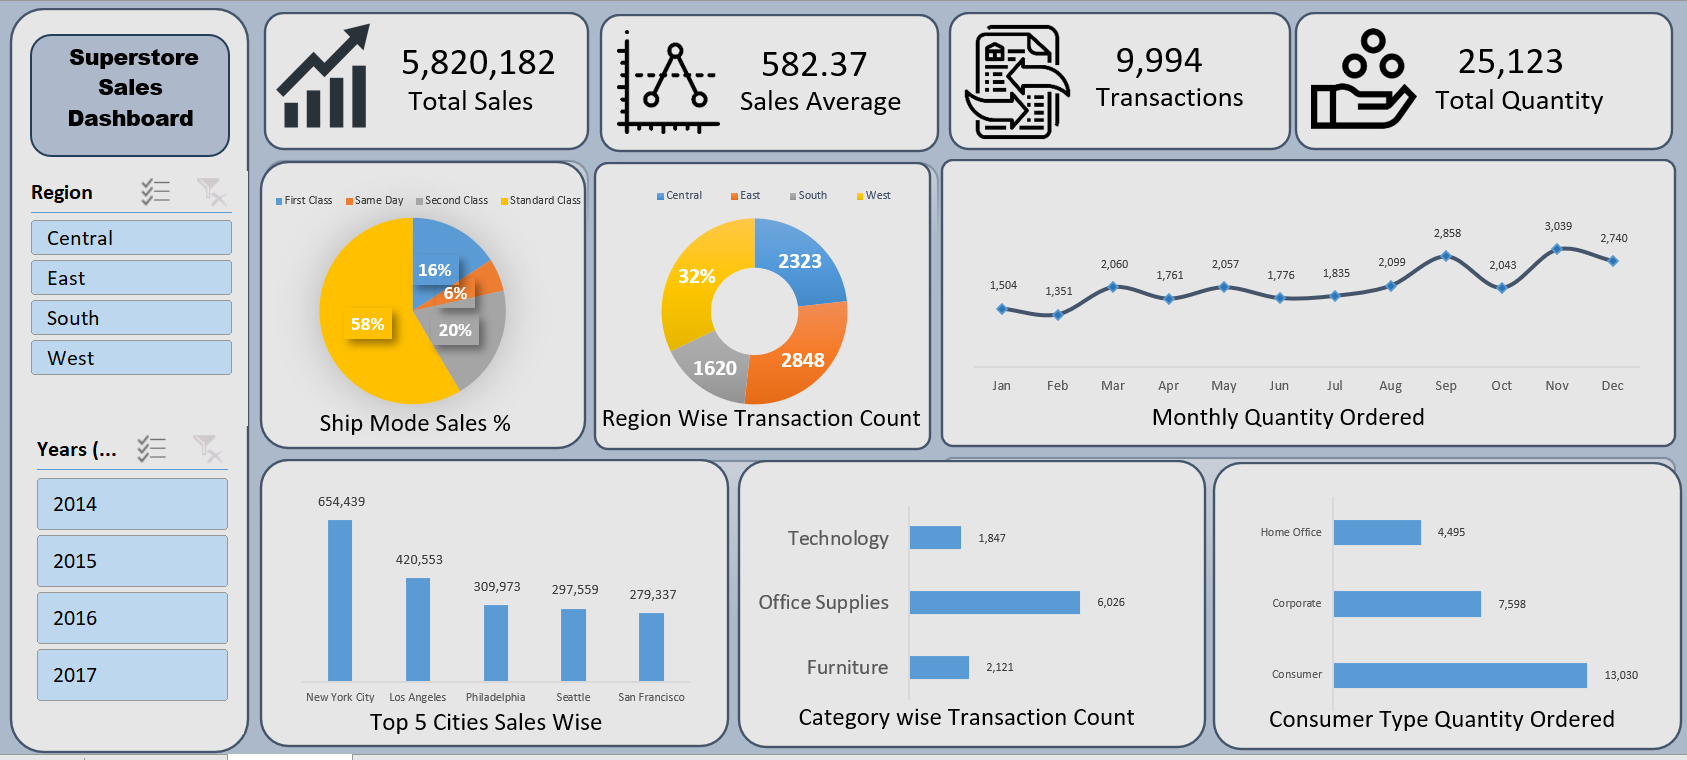 Superstore
Sales
Dashboard
5,820,182
Total Sales
582.37
Sales Average
9,994
Transactions
25,123
Total Quantity
Region
Central
East
South
West
Years (...
2014
2015
2016
2017
First Class Same Day Second Class Standard Class
16%
6%
20%
58%
Ship Mode Sales %
Central East South West
2323
32%
2848
1620
Region Wise Transaction Count
1,504 1,351 2,060 1,761 2,057 1,776 1,835 2,099 2,858 2,043 3,039 2,740
Jan Feb Mar Apr May Jun Jul Aug Sep Oct Nov Dec
Monthly Quantity Ordered
654,439 420,553 309,973 297,559 279,337
New York City Los Angeles Philadelphia Seattle San Francisco
Top 5 Cities Sales Wise
Technology 1,847
Office Supplies 6,026
Furniture 2,121
Category wise Transaction Count
Home Office 4,495
Corporate 7,598
Consumer 13,030
Consumer Type Quantity Ordered